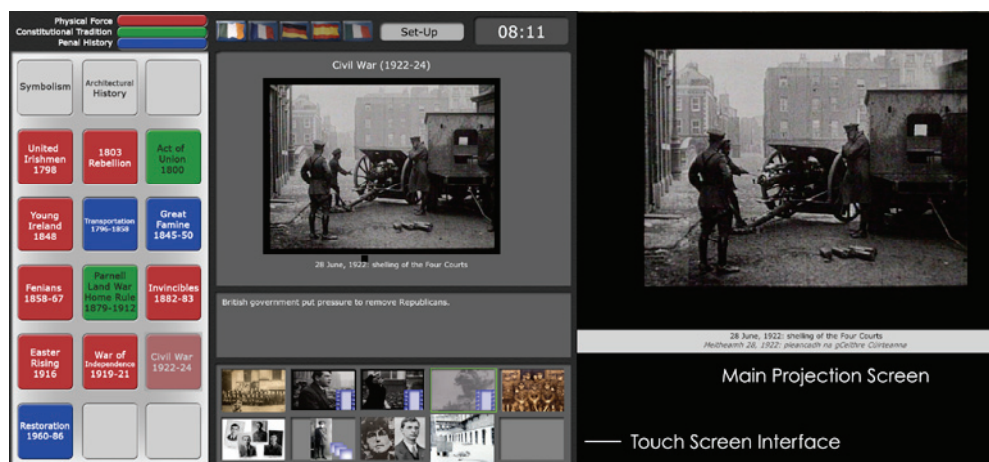 Physical Force
Constitutional Tradition
Penal History
Set-Up
08:11
Symbolism
Architectural
History
United
Irishmen
1798
1803
Rebellion
Act of
Union
1800
Young
Ireland
1848
Transportation
1796-1858
Great
Famine
1845-50
Fenians
1858-67
Parnell
Land War
Home Rule
1879-1912
Invincibles
1882-83
Easter
Rising
1916
War of
Independence
1919-21
Civil War
1922-24
Restoration
1960-86
Civil War (1922-24)
28 June, 1922: shelling of the Four Courts
British government put pressure to remove Republicans.
28 June, 1922: shelling of the Four Courts
Meitheamh 28, 1922: pleancadh na gCeithre Cúirteanna
Main Projection Screen
Touch Screen Interface